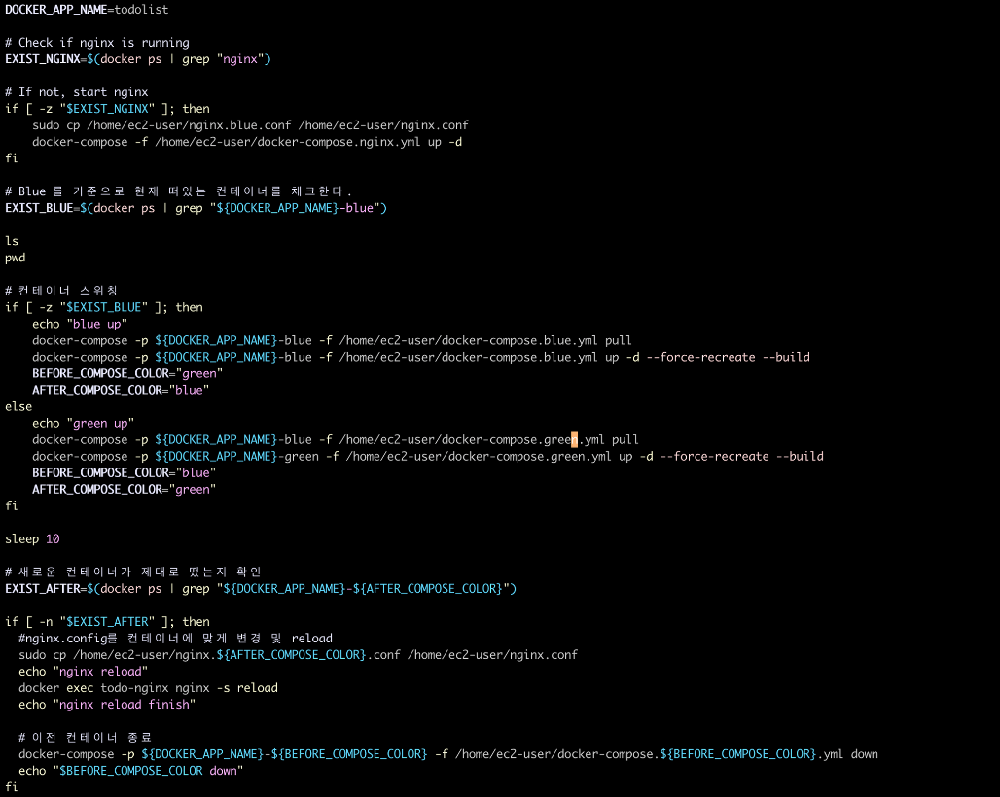 DOCKER_APP_NAME=todolist

# Check if nginx is running
EXIST_NGINX=$(docker ps | grep "nginx")

# If not, start nginx
if [ -z "$EXIST_NGINX" ]; then
    sudo cp /home/ec2-user/nginx.blue.conf /home/ec2-user/nginx.conf
    docker-compose -f /home/ec2-user/docker-compose.nginx.yml up -d
fi

# Blue 를 기준으로 현재 떠있는 컨테이너를 체크한다.
EXIST_BLUE=$(docker ps | grep "${DOCKER_APP_NAME}-blue")

ls
pwd

# 컨테이너 스위칭
if [ -z "$EXIST_BLUE" ]; then
    echo "blue up"
    docker-compose -p ${DOCKER_APP_NAME}-blue -f /home/ec2-user/docker-compose.blue.yml pull
    docker-compose -p ${DOCKER_APP_NAME}-blue -f /home/ec2-user/docker-compose.blue.yml up -d --force-recreate --build
    BEFORE_COMPOSE_COLOR="green"
    AFTER_COMPOSE_COLOR="blue"
else
    echo "green up"
    docker-compose -p ${DOCKER_APP_NAME}-blue -f /home/ec2-user/docker-compose.green.yml pull
    docker-compose -p ${DOCKER_APP_NAME}-green -f /home/ec2-user/docker-compose.green.yml up -d --force-recreate --build
    BEFORE_COMPOSE_COLOR="blue"
    AFTER_COMPOSE_COLOR="green"
fi

sleep 10

# 새로운 컨테이너가 제대로 떴는지 확인
EXIST_AFTER=$(docker ps | grep "${DOCKER_APP_NAME}-${AFTER_COMPOSE_COLOR}")

if [ -n "$EXIST_AFTER" ]; then
  #nginx.config를 컨테이너에 맞게 변경 및 reload
  sudo cp /home/ec2-user/nginx.${AFTER_COMPOSE_COLOR}.conf /home/ec2-user/nginx.conf
  echo "nginx reload"
  docker exec todo-nginx nginx -s reload
  echo "nginx reload finish"

  # 이전 컨테이너 종료
  docker-compose -p ${DOCKER_APP_NAME}-${BEFORE_COMPOSE_COLOR} -f /home/ec2-user/docker-compose.${BEFORE_COMPOSE_COLOR}.yml down
  echo "$BEFORE_COMPOSE_COLOR down"
fi